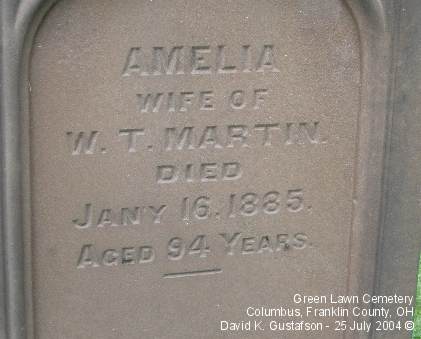 AMELIA
WIFE OF
W. T. MARTIN.
DIED
JANY 16, 1885.
AGED 94 YEARS.
Green Lawn Cemetery
Columbus, Franklin County, OH
David K. Gustafson - 25 July 2004 ©